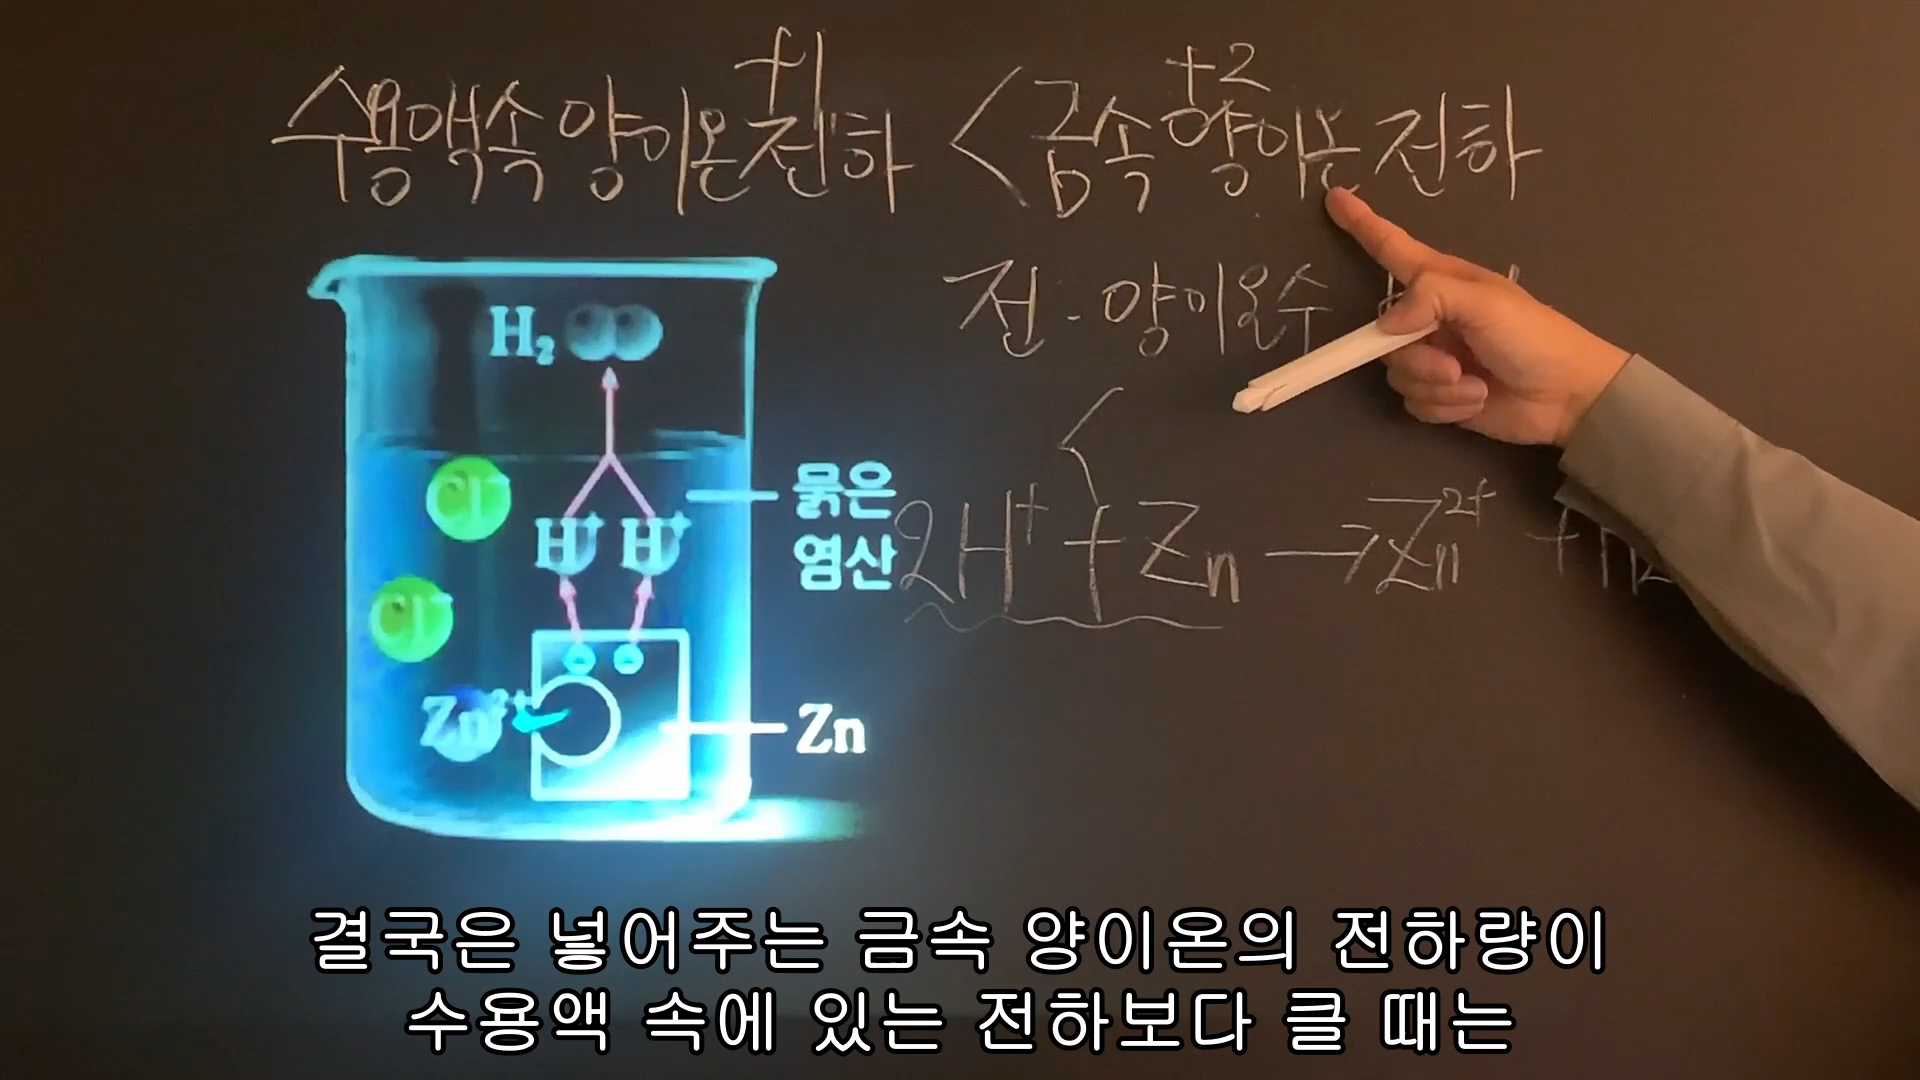 +1 +2
수용액속 양이온 전하 < 금속 양이온 전하
전. 양이온수
H₂
Cl⁻
H⁺ H⁺
묽은
염산
2H⁺ + Zn → Zn²⁺ + H₂
Cl⁻
Zn²⁺
Zn
결국은 넣어주는 금속 양이온의 전하량이
수용액 속에 있는 전하보다 클 때는